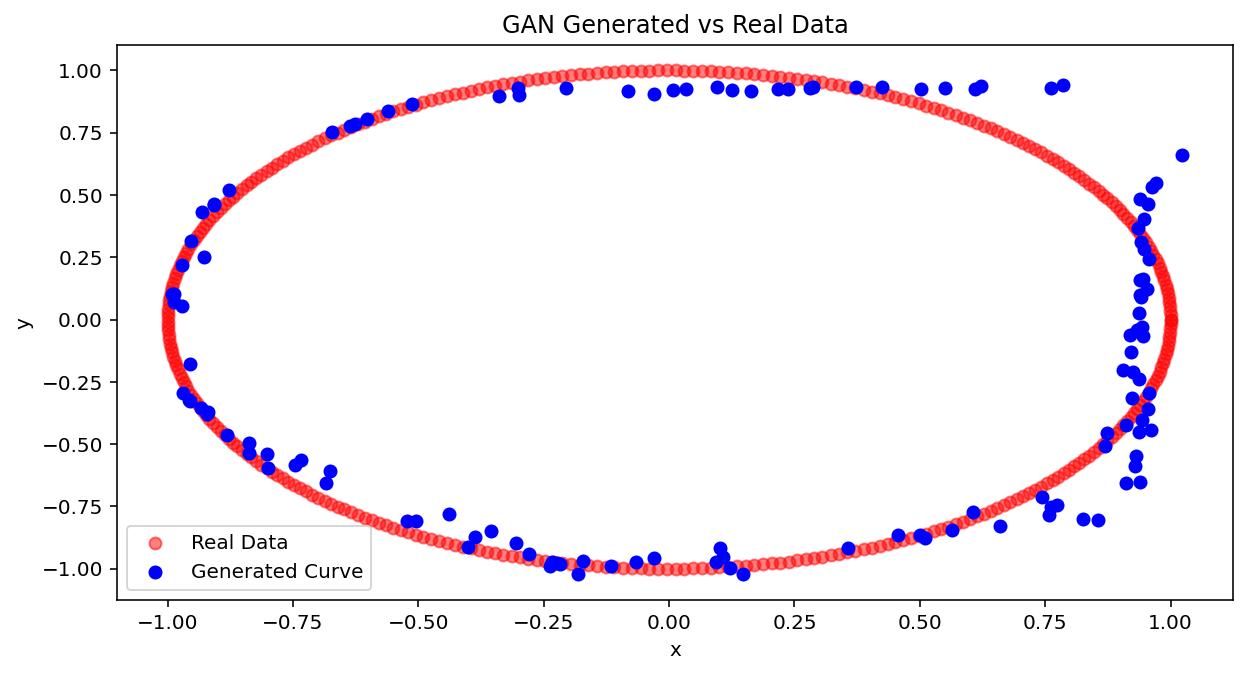 GAN Generated vs Real Data
1.00
0.75
0.50
0.25
0.00
−0.25
−0.50
−0.75
−1.00
y
Real Data
Generated Curve
−1.00 −0.75 −0.50 −0.25 0.00 0.25 0.50 0.75 1.00
x